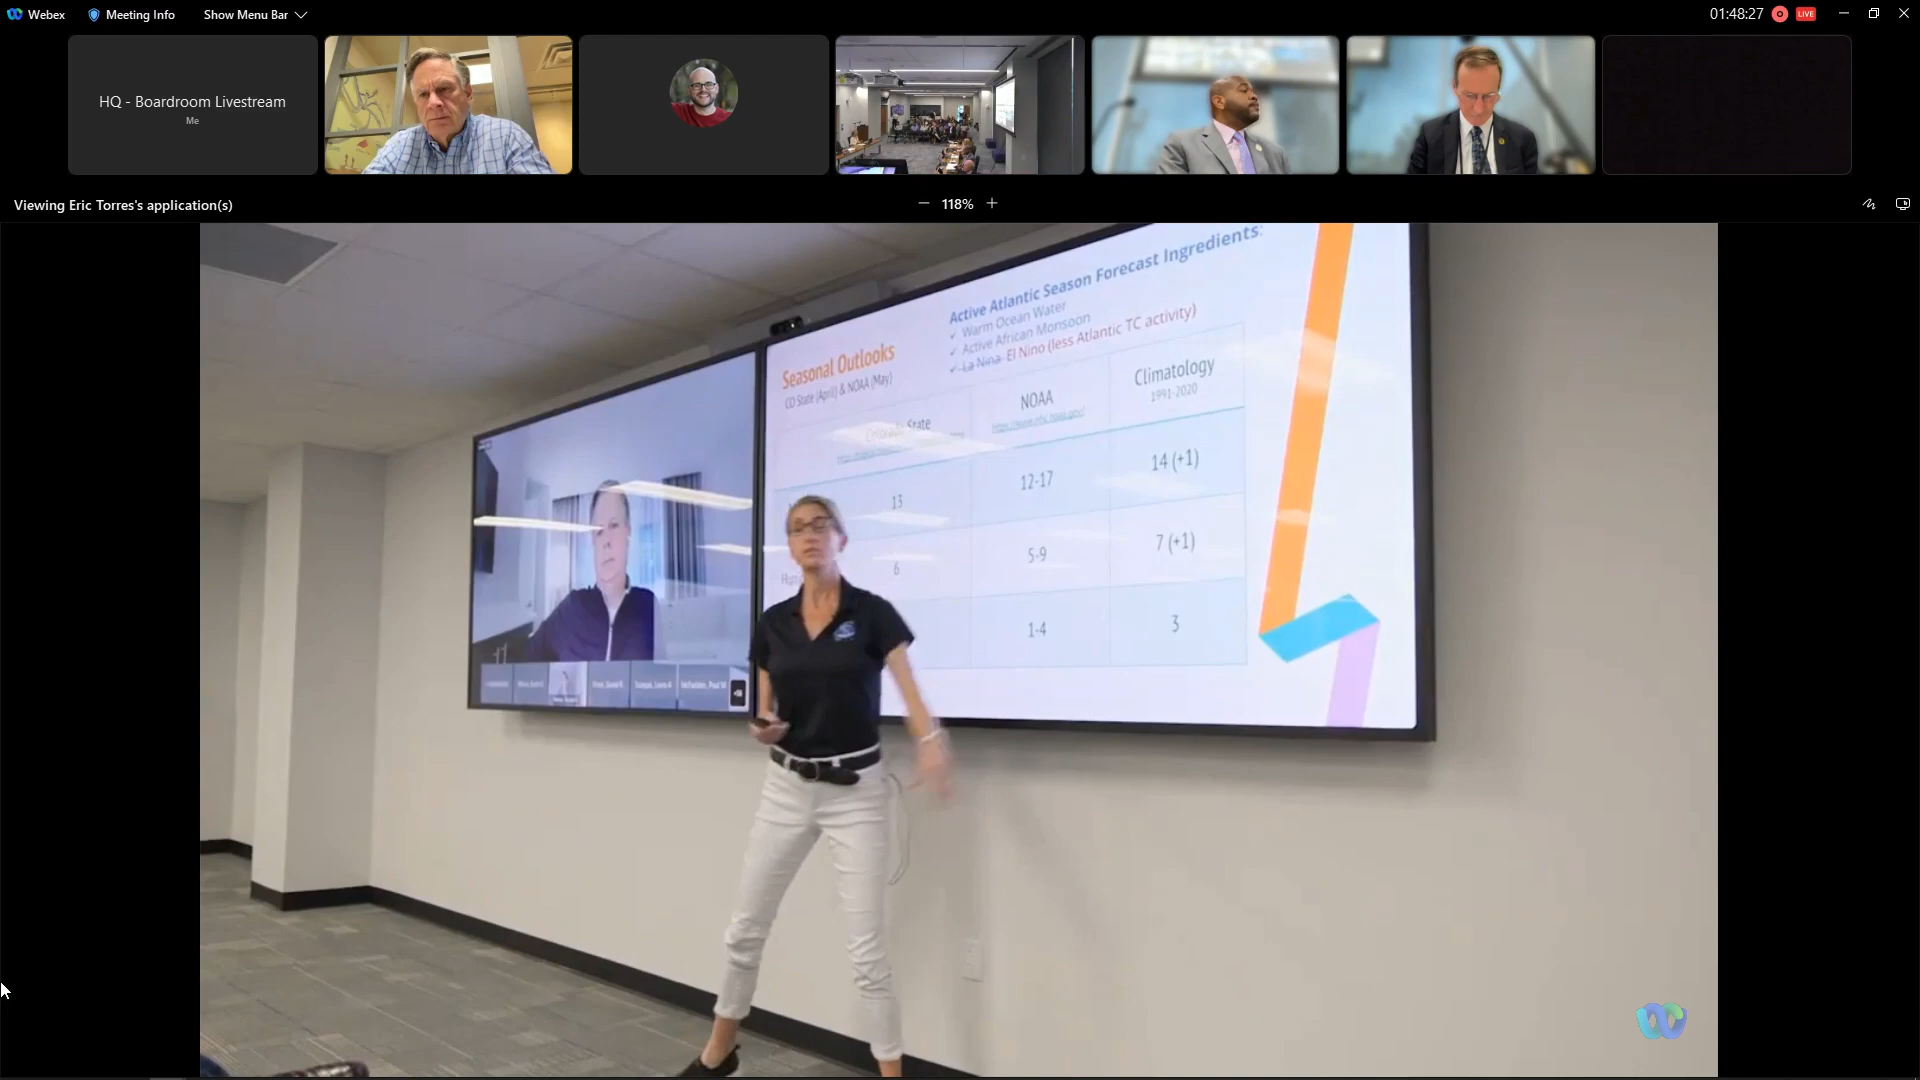 Webex
Meeting Info
Show Menu Bar
01:48:27
LIVE
HQ - Boardroom Livestream
Me
Viewing Eric Torres's application(s)
118%
Active Atlantic Season Forecast Ingredients:
✓ Warm Ocean Water
✓ Active African Monsoon
✓ La Nina El Nino (less Atlantic TC activity)
Seasonal Outlooks
CO State (April) & NOAA (May)
State
NOAA
Climatology
1991-2020
13
12-17
14 (+1)
6
5-9
7 (+1)
1-4
3